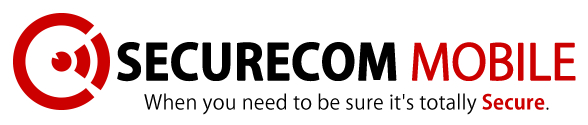 SECURECOM MOBILE
When you need to be sure it's totally Secure.